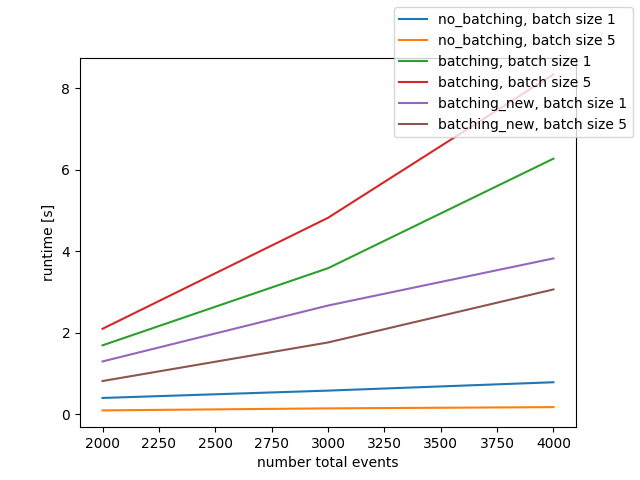 no_batching, batch size 1
no_batching, batch size 5
batching, batch size 1
batching, batch size 5
batching_new, batch size 1
batching_new, batch size 5
8
6
4
2
0
runtime [s]
2000 2250 2500 2750 3000 3250 3500 3750 4000
number total events